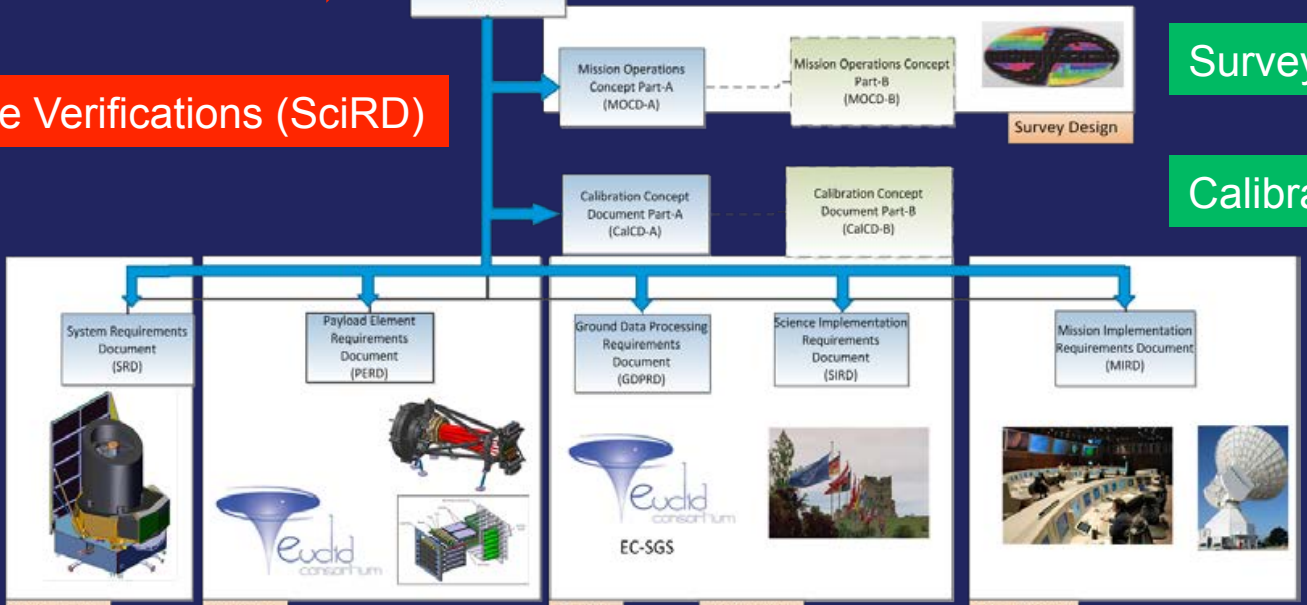 Mission Operations
Concept Part-A
(MOCD-A)
Mission Operations Concept
Part-B
(MOCD-B)
Survey
Survey Design
e Verifications (SciRD)
Calibration Concept
Document Part-A
(CalCD-A)
Calibration Concept
Document Part-B
(CalCD-B)
Calibra
System Requirements
Document
(SRD)
Payload Element
Requirements
Document
(PERD)
Ground Data Processing
Requirements
Document
(GDPRD)
Science Implementation
Requirements
Document
(SIRD)
Mission Implementation
Requirements Document
(MIRD)
euclid
consortium
euclid
consortium
EC-SGS